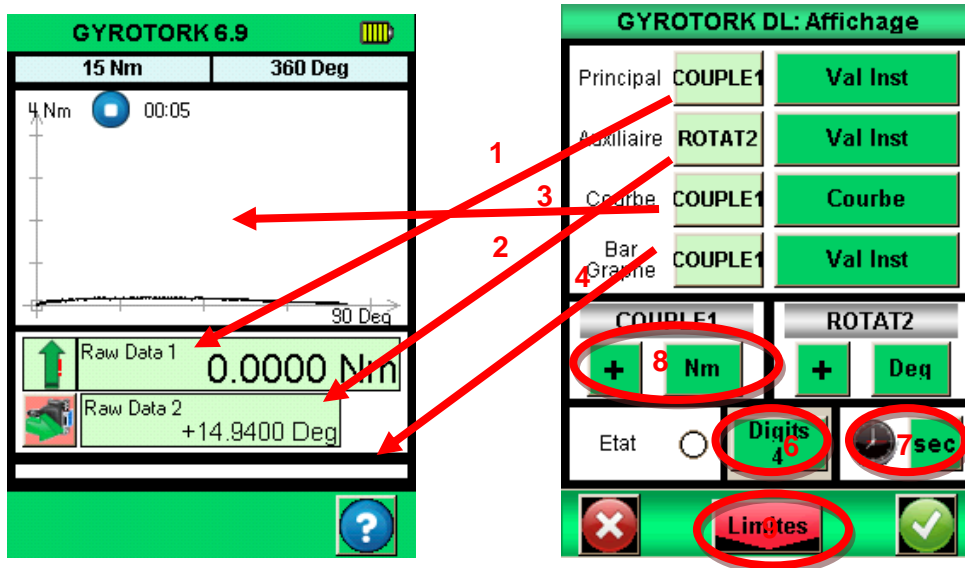 GYROTORK 6.9
15 Nm 360 Deg
4 Nm 00:05
90 Deg
Raw Data 1
0.0000 Nm
Raw Data 2
+14.9400 Deg
?
1
3
2
4
GYROTORK DL: Affichage
Principal COUPLE1 Val Inst
Auxiliaire ROTAT2 Val Inst
Courbe COUPLE1 Courbe
Bar
Graphe COUPLE1 Val Inst
COUPLE1 ROTAT2
+ 8 Nm + Deg
Etat Digits
4 6 7 sec
Limites 9